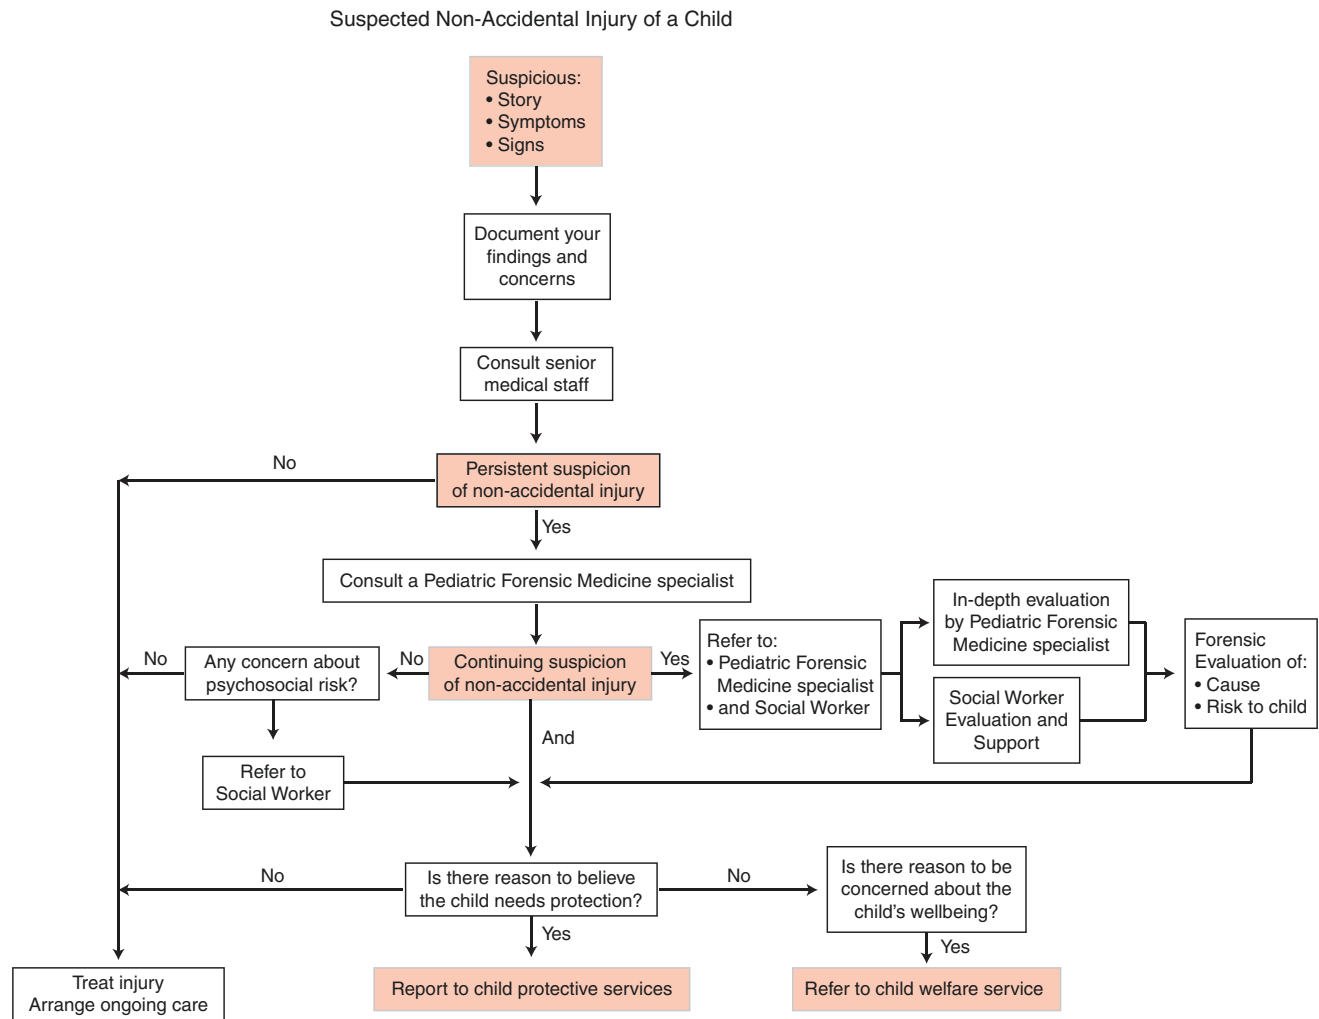 Suspected Non-Accidental Injury of a Child
Suspicious:
• Story
• Symptoms
• Signs
Document your
findings and
concerns
Consult senior
medical staff
No
Persistent suspicion
of non-accidental injury
Yes
Consult a Pediatric Forensic Medicine specialist
No
Any concern about
psychosocial risk?
No
Continuing suspicion
of non-accidental injury
Yes
Refer to:
• Pediatric Forensic
Medicine specialist
• and Social Worker
In-depth evaluation
by Pediatric Forensic
Medicine specialist
Social Worker
Evaluation and
Support
Forensic
Evaluation of:
• Cause
• Risk to child
And
Refer to
Social Worker
No
Is there reason to believe
the child needs protection?
No
Is there reason to be
concerned about the
child's wellbeing?
Yes
Yes
Treat injury
Arrange ongoing care
Report to child protective services
Refer to child welfare service